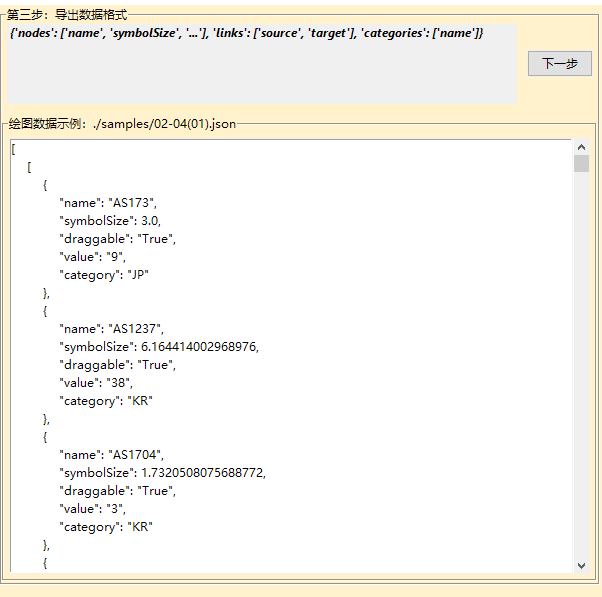 第三步：导出数据格式
{'nodes': ['name', 'symbolSize', '...'], 'links': ['source', 'target'], 'categories': ['name']}
下一步
绘图数据示例：./samples/02-04(01).json
[
[
{
"name": "AS173",
"symbolSize": 3.0,
"draggable": "True",
"value": "9",
"category": "JP"
},
{
"name": "AS1237",
"symbolSize": 6.164414002968976,
"draggable": "True",
"value": "38",
"category": "KR"
},
{
"name": "AS1704",
"symbolSize": 1.7320508075688772,
"draggable": "True",
"value": "3",
"category": "KR"
},
{